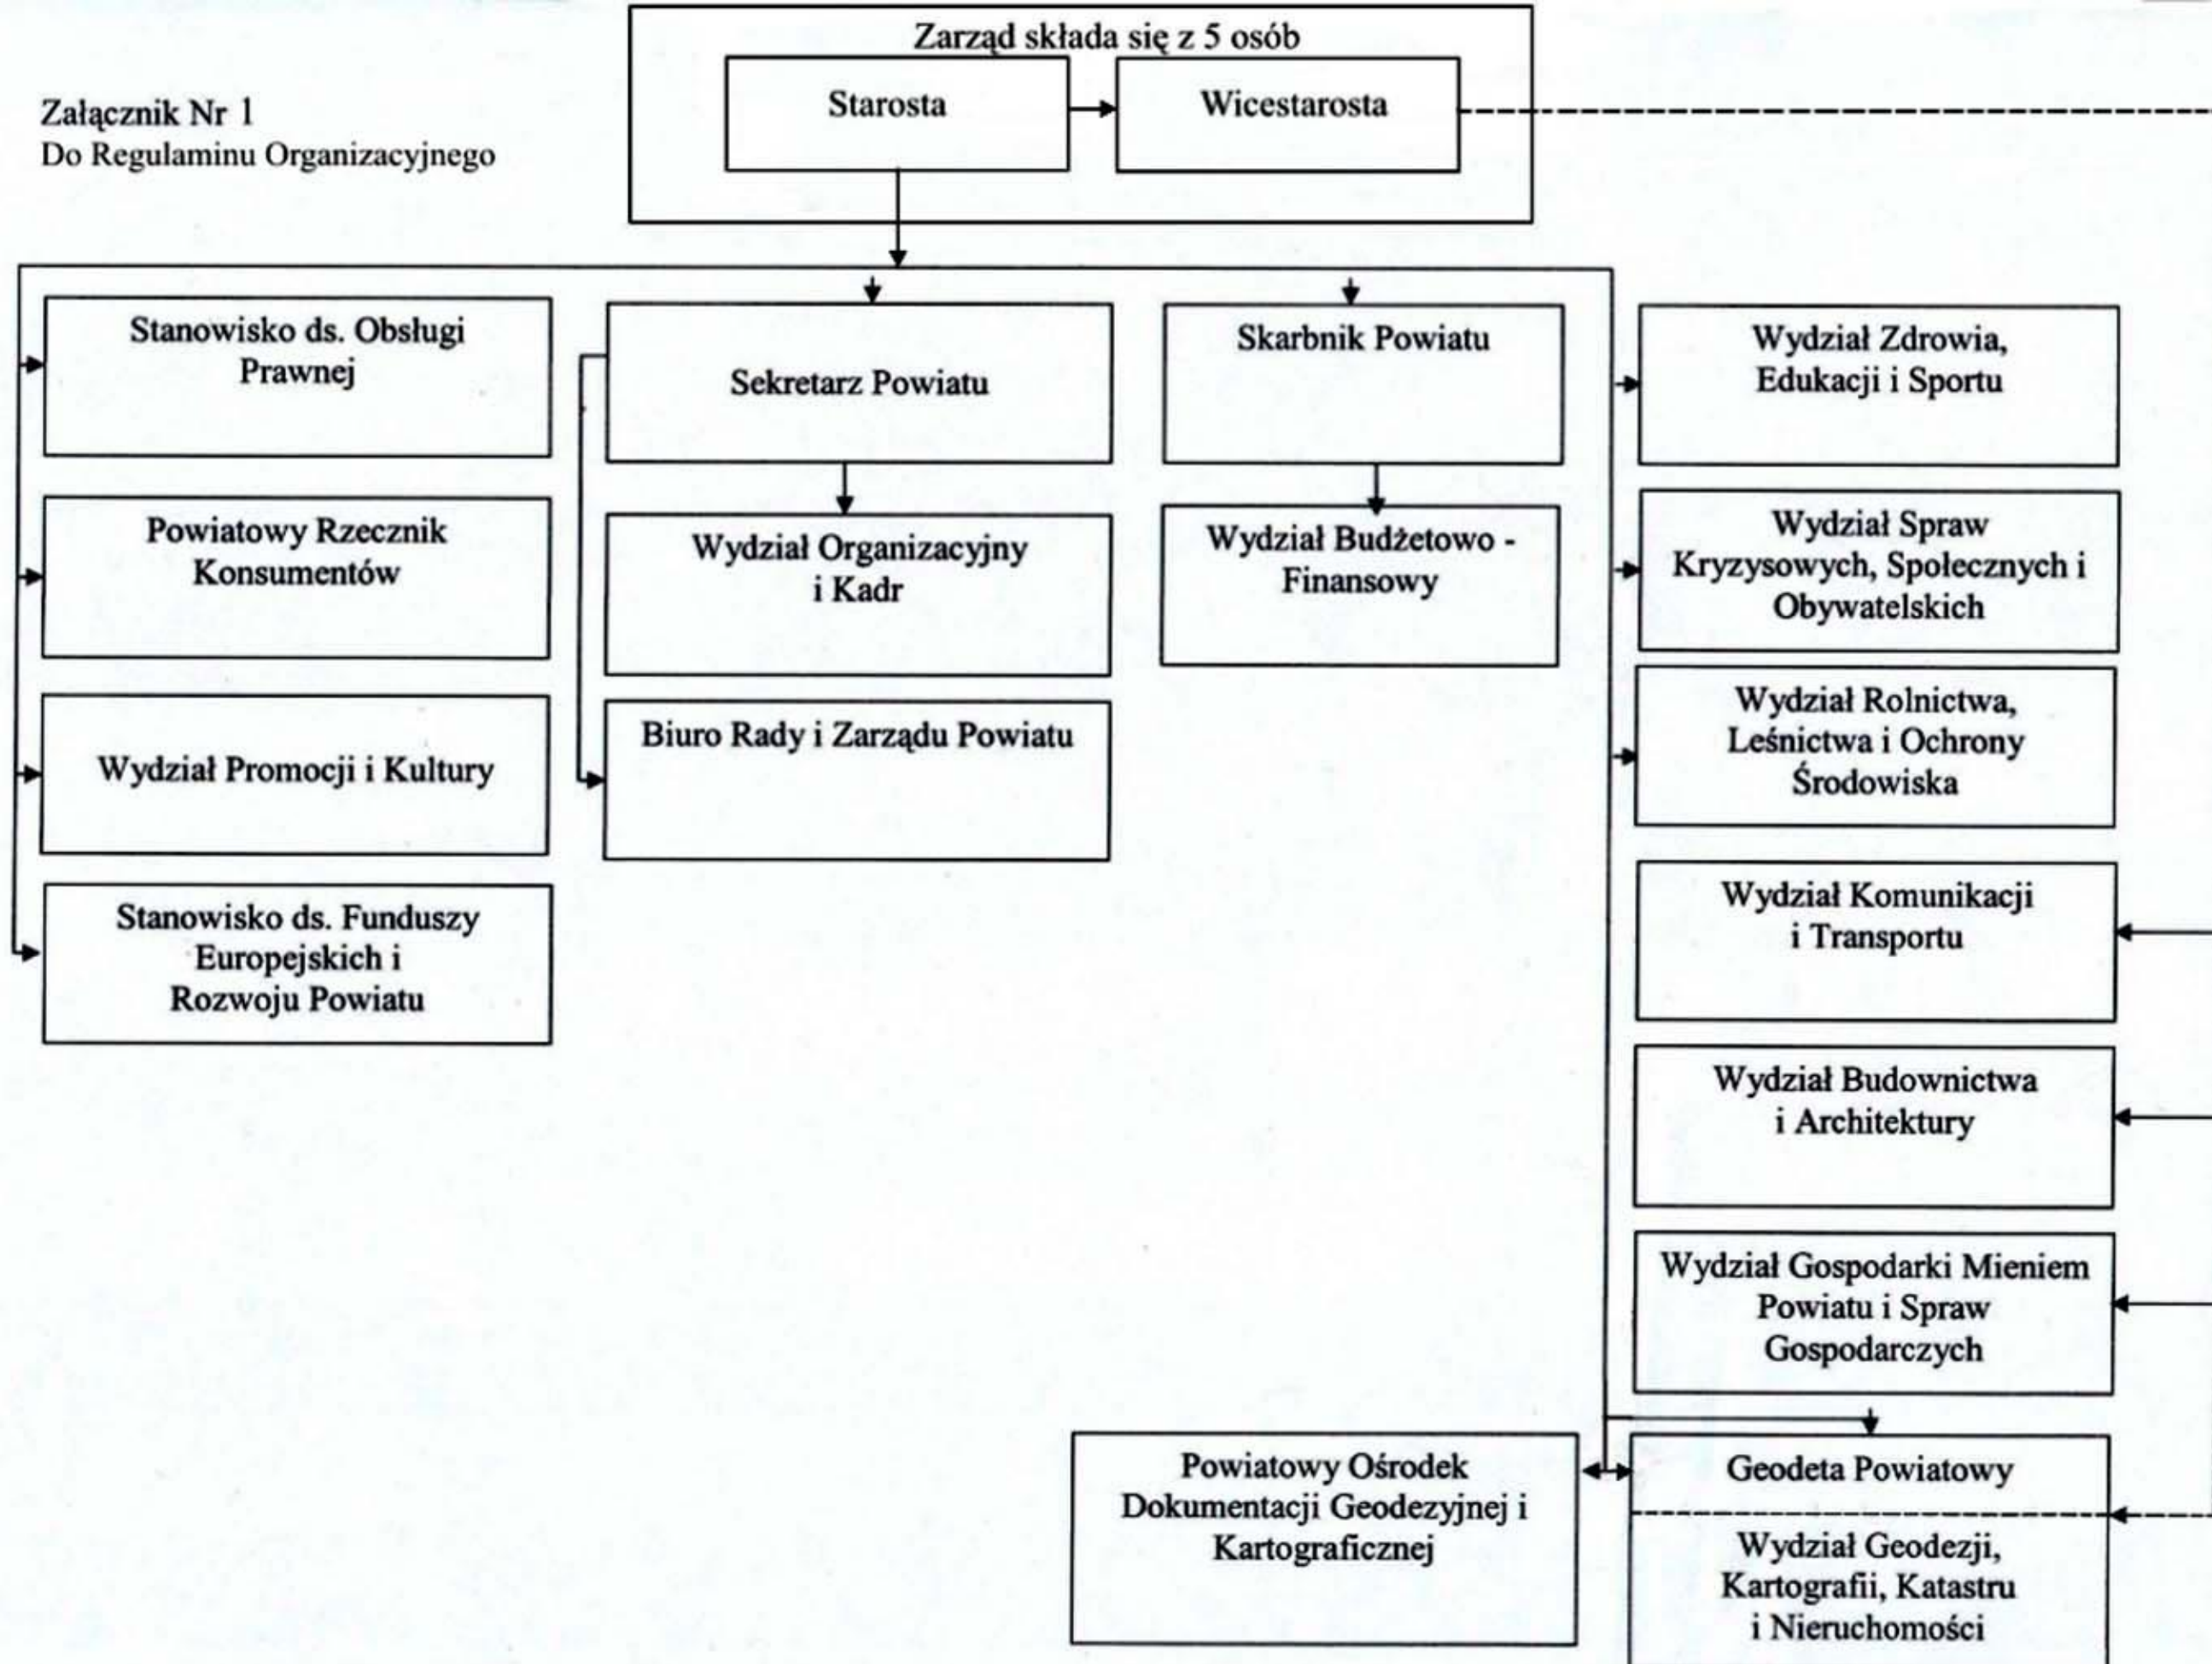 Zarząd składa się z 5 osób
Starosta
Wicestarosta
Załącznik Nr 1
Do Regulaminu Organizacyjnego
Stanowisko ds. Obsługi
Prawnej
Powiatowy Rzecznik
Konsumentów
Wydział Promocji i Kultury
Stanowisko ds. Funduszy
Europejskich i
Rozwoju Powiatu
Sekretarz Powiatu
Wydział Organizacyjny
i Kadr
Biuro Rady i Zarządu Powiatu
Skarbnik Powiatu
Wydział Budżetowo -
Finansowy
Wydział Zdrowia,
Edukacji i Sportu
Wydział Spraw
Kryzysowych, Społecznych i
Obywatelskich
Wydział Rolnictwa,
Leśnictwa i Ochrony
Środowiska
Wydział Komunikacji
i Transportu
Wydział Budownictwa
i Architektury
Wydział Gospodarki Mieniem
Powiatu i Spraw
Gospodarczych
Powiatowy Ośrodek
Dokumentacji Geodezyjnej i
Kartograficznej
Geodeta Powiatowy
Wydział Geodezji,
Kartografii, Katastru
i Nieruchomości